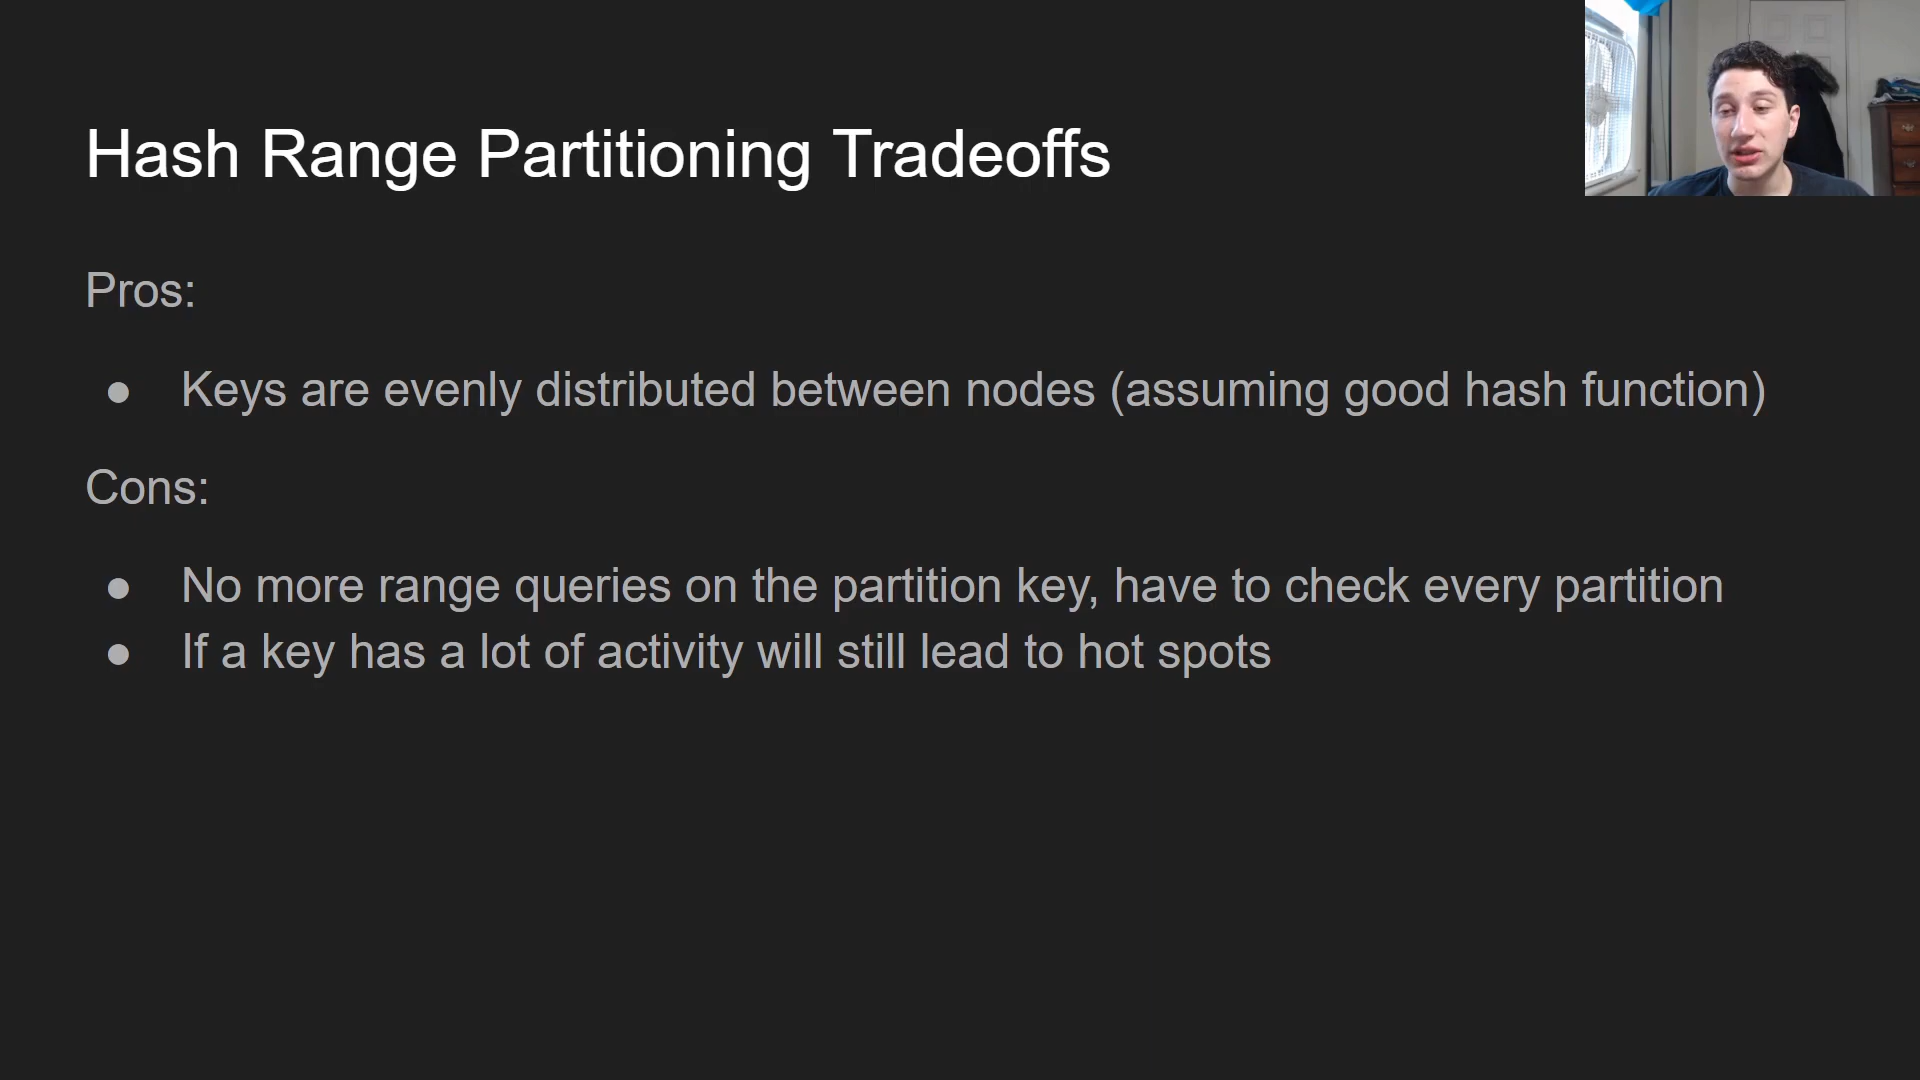 Hash Range Partitioning Tradeoffs
Pros:
● Keys are evenly distributed between nodes (assuming good hash function)
Cons:
● No more range queries on the partition key, have to check every partition
● If a key has a lot of activity will still lead to hot spots